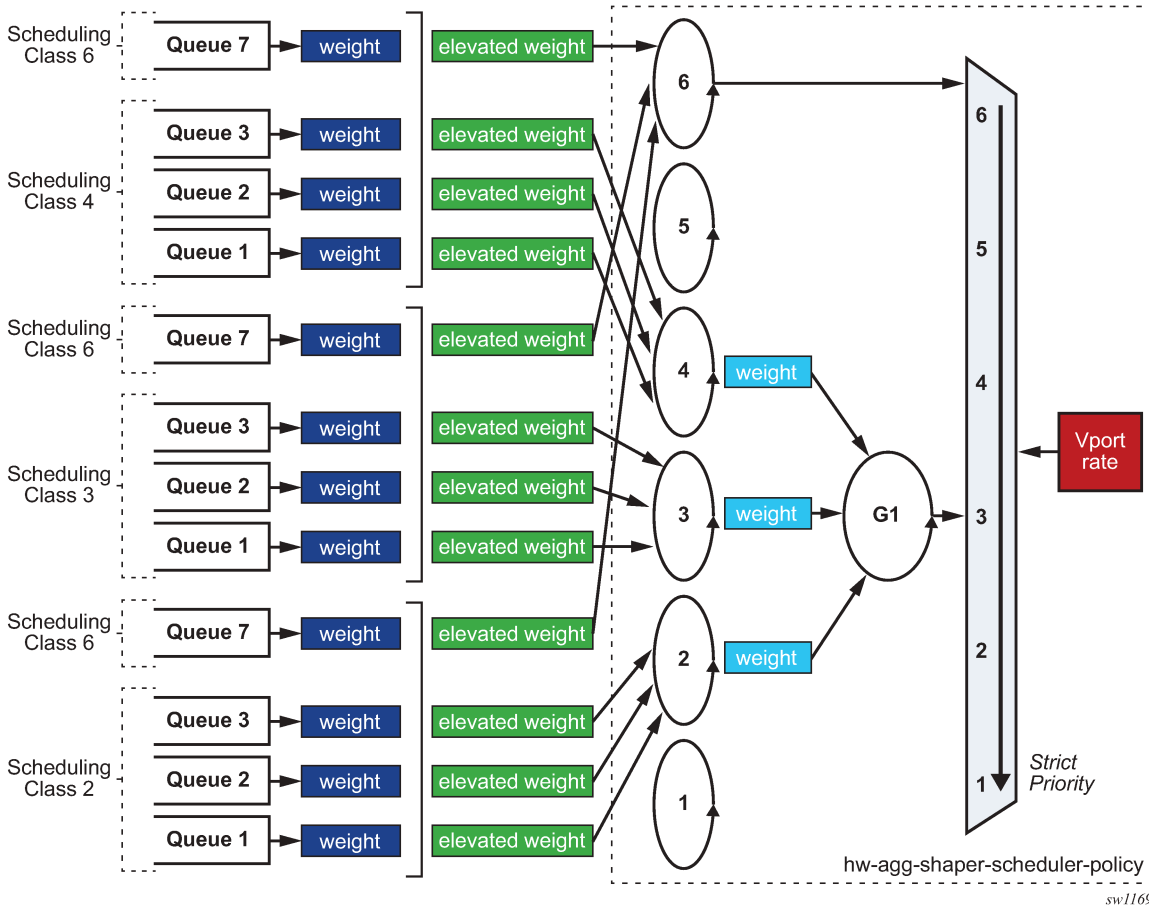 Scheduling
Class 6
Queue 7
weight
elevated weight
Scheduling
Class 4
Queue 3
weight
elevated weight
Queue 2
weight
elevated weight
Queue 1
weight
elevated weight
Scheduling
Class 6
Queue 7
weight
elevated weight
Scheduling
Class 3
Queue 3
weight
elevated weight
Queue 2
weight
elevated weight
Queue 1
weight
elevated weight
Scheduling
Class 6
Queue 7
weight
elevated weight
Scheduling
Class 2
Queue 3
weight
elevated weight
Queue 2
weight
elevated weight
Queue 1
weight
elevated weight
6
5
4
weight
3
weight
2
weight
1
G1
6
5
4
3
2
1
Vport
rate
Strict
Priority
hw-agg-shaper-scheduler-policy
sw1169